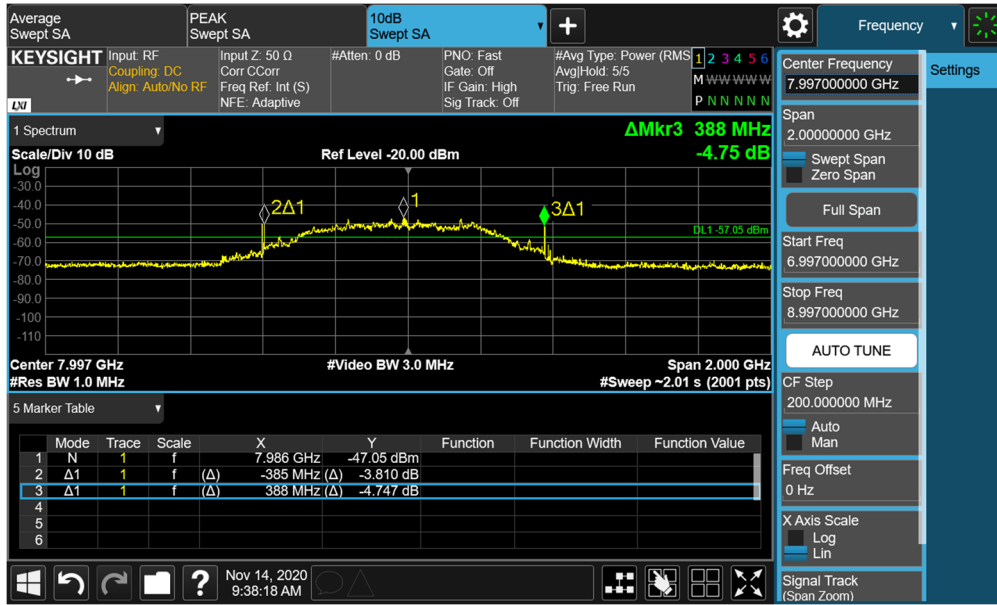 Average
Swept SA
PEAK
Swept SA
10dB
Swept SA
Frequency
KEYSIGHT
LXI
Input: RF
Coupling: DC
Align: Auto/No RF
Input Z: 50 Ω
Corr CCorr
Freq Ref: Int (S)
NFE: Adaptive
#Atten: 0 dB
PNO: Fast
Gate: Off
IF Gain: High
Sig Track: Off
#Avg Type: Power (RMS
Avg|Hold: 5/5
Trig: Free Run
1 2 3 4 5 6
M W W W W W
P N N N N N
1 Spectrum
Scale/Div 10 dB
Ref Level -20.00 dBm
ΔMkr3 388 MHz
-4.75 dB
Log
-30.0
-40.0
-50.0
-60.0
-70.0
-80.0
-90.0
-100
-110
2Δ1
1
3Δ1
DL1 -57.05 dBm
Center 7.997 GHz
#Video BW 3.0 MHz
Span 2.000 GHz
#Res BW 1.0 MHz
#Sweep ~2.01 s (2001 pts)
5 Marker Table
Mode Trace Scale X Y Function Function Width Function Value
1 N 1 f 7.986 GHz -47.05 dBm
2 Δ1 1 f (Δ) -385 MHz (Δ) -3.810 dB
3 Δ1 1 f (Δ) 388 MHz (Δ) -4.747 dB
4
5
6
Nov 14, 2020
9:38:18 AM
Center Frequency
7.997000000 GHz
Settings
Span
2.00000000 GHz
Swept Span
Zero Span
Full Span
Start Freq
6.997000000 GHz
Stop Freq
8.997000000 GHz
AUTO TUNE
CF Step
200.000000 MHz
Auto
Man
Freq Offset
0 Hz
X Axis Scale
Log
Lin
Signal Track
(Span Zoom)